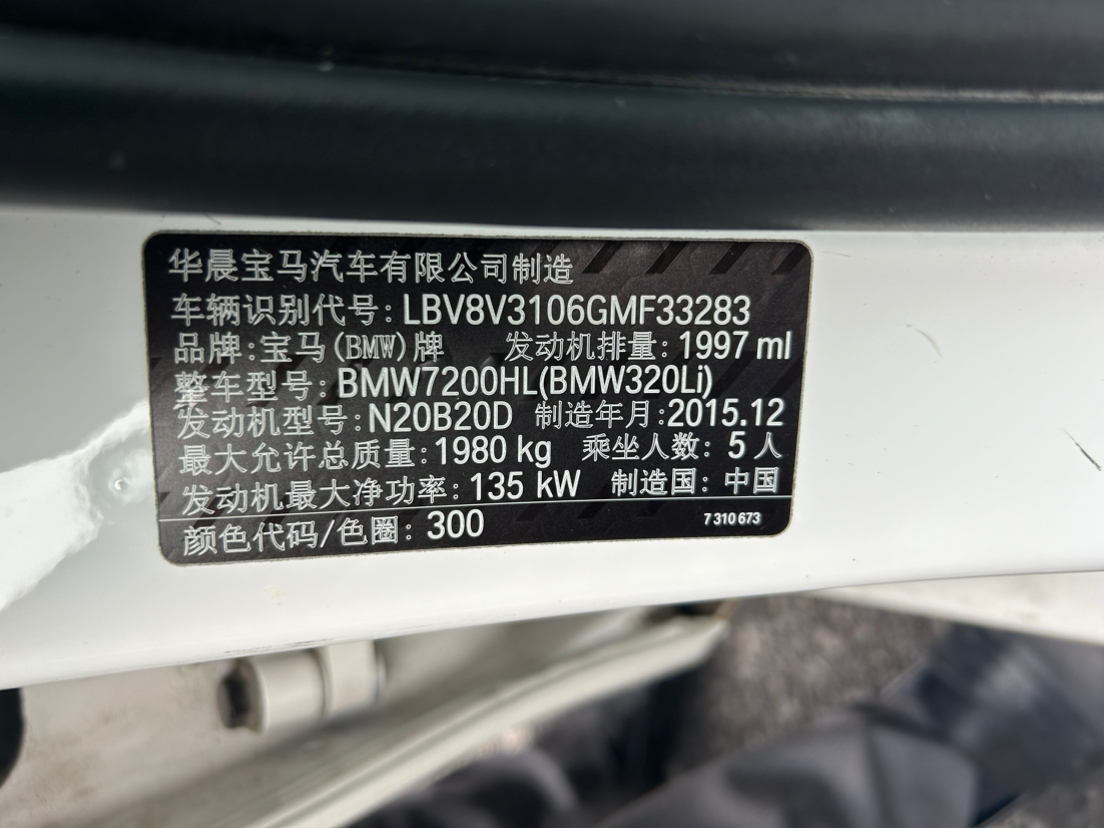 华晨宝马汽车有限公司制造
车辆识别代号:LBV8V3106GMF33283
品牌:宝马(BMW)牌 发动机排量:1997 ml
整车型号:BMW7200HL(BMW320Li)
发动机型号:N20B20D 制造年月:2015.12
最大允许总质量:1980 kg 乘坐人数: 5 人
发动机最大净功率: 135 kW 制造国: 中国
颜色代码/色圈: 300 7 310 673